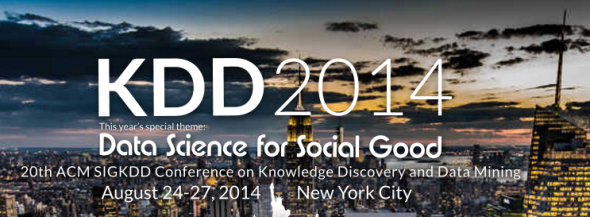 KDD2014
This year's special theme:
Data Science for Social Good
20th ACM SIGKDD Conference on Knowledge Discovery and Data Mining
August 24-27, 2014 New York City